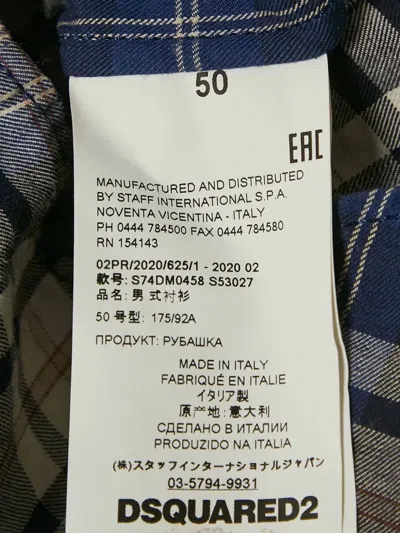 50
EAC
MANUFACTURED AND DISTRIBUTED
BY STAFF INTERNATIONAL S.P.A.
NOVENTA VICENTINA - ITALY
PH 0444 784500 FAX 0444 784580
RN 154143
02PR/2020/625/1 - 2020 02
款号: S74DM0458 S53027
品名: 男 式衬衫
50 号型: 175/92A
ПРОДУКТ: РУБАШКА
MADE IN ITALY
FABRIQUÉ EN ITALIE
イタリア製
原产地: 意大利
СДЕЛАНО В ИТАЛИИ
PRODUZIDO NA ITALIA
(株)スタッフインターナショナルジャパン
03-5794-9931
DSQUARED2